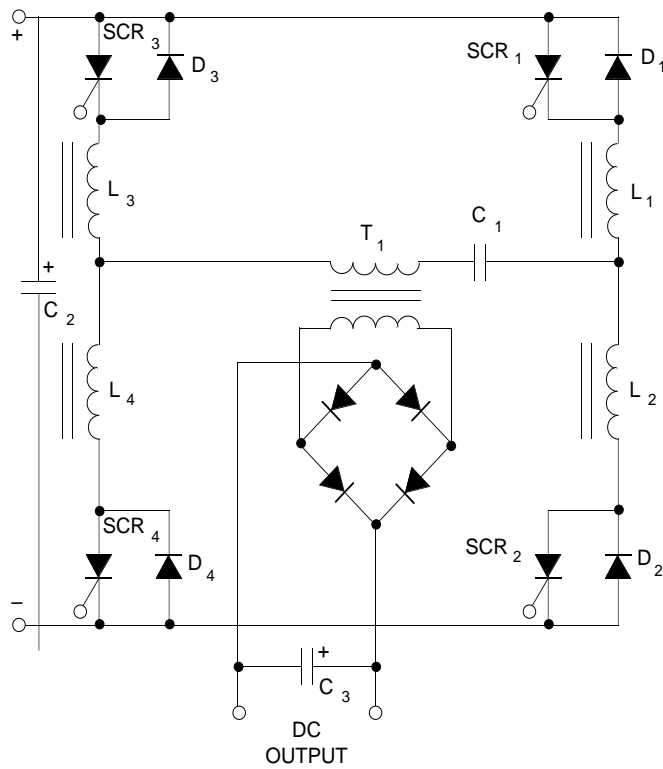 +
SCR 3
D 3
SCR 1
D 1
L 3
L 1
T 1
C 1
+
C 2
L 4
L 2
SCR 4
D 4
SCR 2
D 2
–
+
C 3
DC
OUTPUT